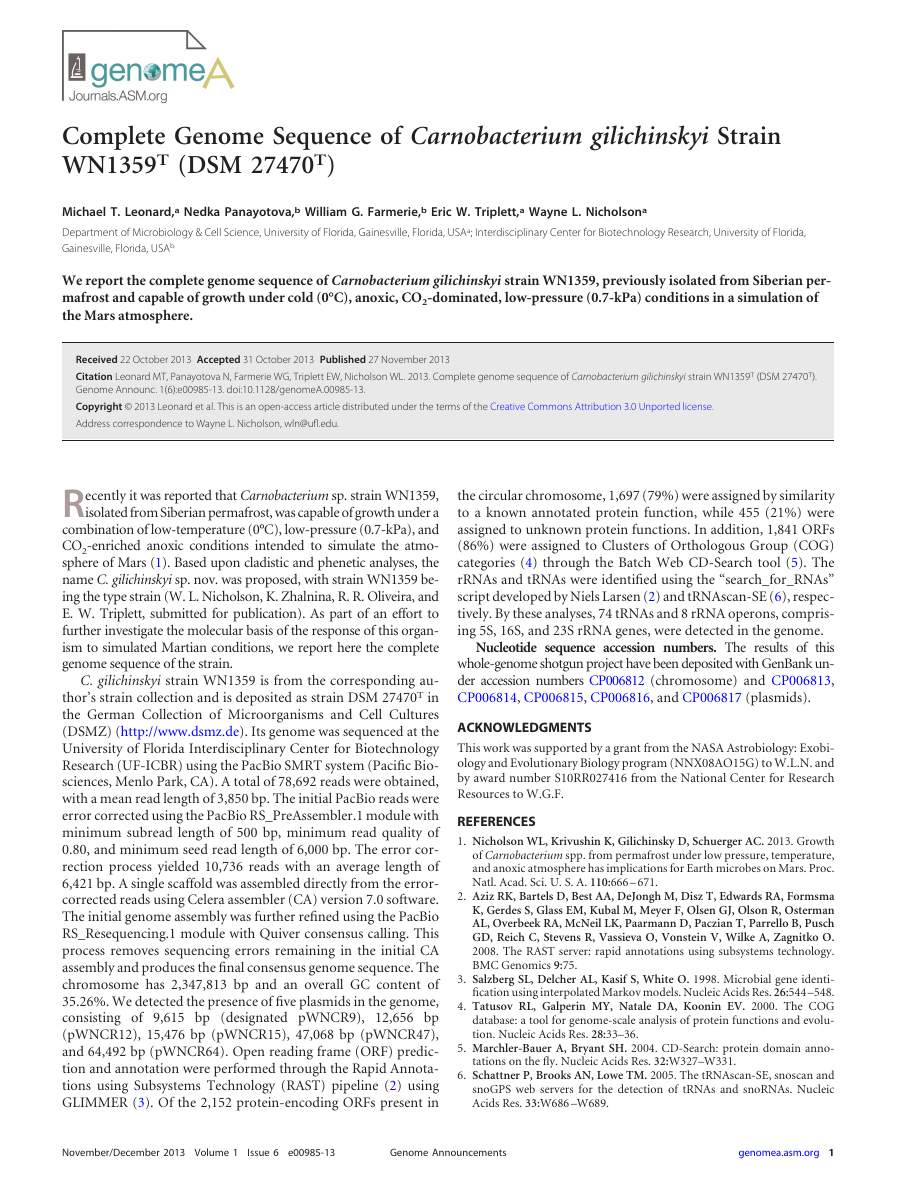 genomeA
Journals.ASM.org
Complete Genome Sequence of Carnobacterium gilichinskyi Strain
WN1359ᵀ (DSM 27470ᵀ)
Michael T. Leonard,ᵃ Nedka Panayotova,ᵇ William G. Farmerie,ᵇ Eric W. Triplett,ᵃ Wayne L. Nicholsonᵃ
Department of Microbiology & Cell Science, University of Florida, Gainesville, Florida, USAᵃ; Interdisciplinary Center for Biotechnology Research, University of Florida,
Gainesville, Florida, USAᵇ
We report the complete genome sequence of Carnobacterium gilichinskyi strain WN1359, previously isolated from Siberian per-
mafrost and capable of growth under cold (0°C), anoxic, CO₂-dominated, low-pressure (0.7-kPa) conditions in a simulation of
the Mars atmosphere.
Received 22 October 2013 Accepted 31 October 2013 Published 27 November 2013
Citation Leonard MT, Panayotova N, Farmerie WG, Triplett EW, Nicholson WL. 2013. Complete genome sequence of Carnobacterium gilichinskyi strain WN1359ᵀ (DSM 27470ᵀ).
Genome Announc. 1(6):e00985-13. doi:10.1128/genomeA.00985-13.
Copyright © 2013 Leonard et al. This is an open-access article distributed under the terms of the Creative Commons Attribution 3.0 Unported license.
Address correspondence to Wayne L. Nicholson, wln@ufl.edu.
Recently it was reported that Carnobacterium sp. strain WN1359,
isolated from Siberian permafrost, was capable of growth under a
combination of low-temperature (0°C), low-pressure (0.7-kPa), and
CO₂-enriched anoxic conditions intended to simulate the atmo-
sphere of Mars (1). Based upon cladistic and phenetic analyses, the
name C. gilichinskyi sp. nov. was proposed, with strain WN1359 be-
ing the type strain (W. L. Nicholson, K. Zhalnina, R. R. Oliveira, and
E. W. Triplett, submitted for publication). As part of an effort to
further investigate the molecular basis of the response of this organ-
ism to simulated Martian conditions, we report here the complete
genome sequence of the strain.
C. gilichinskyi strain WN1359 is from the corresponding au-
thor's strain collection and is deposited as strain DSM 27470ᵀ in
the German Collection of Microorganisms and Cell Cultures
(DSMZ) (http://www.dsmz.de). Its genome was sequenced at the
University of Florida Interdisciplinary Center for Biotechnology
Research (UF-ICBR) using the PacBio SMRT system (Pacific Bio-
sciences, Menlo Park, CA). A total of 78,692 reads were obtained,
with a mean read length of 3,850 bp. The initial PacBio reads were
error corrected using the PacBio RS_PreAssembler.1 module with
minimum subread length of 500 bp, minimum read quality of
0.80, and minimum seed read length of 6,000 bp. The error cor-
rection process yielded 10,736 reads with an average length of
6,421 bp. A single scaffold was assembled directly from the error-
corrected reads using Celera assembler (CA) version 7.0 software.
The initial genome assembly was further refined using the PacBio
RS_Resequencing.1 module with Quiver consensus calling. This
process removes sequencing errors remaining in the initial CA
assembly and produces the final consensus genome sequence. The
chromosome has 2,347,813 bp and an overall GC content of
35.26%. We detected the presence of five plasmids in the genome,
consisting of 9,615 bp (designated pWNCR9), 12,656 bp
(pWNCR12), 15,476 bp (pWNCR15), 47,068 bp (pWNCR47),
and 64,492 bp (pWNCR64). Open reading frame (ORF) predic-
tion and annotation were performed through the Rapid Annota-
tions using Subsystems Technology (RAST) pipeline (2) using
GLIMMER (3). Of the 2,152 protein-encoding ORFs present in
the circular chromosome, 1,697 (79%) were assigned by similarity
to a known annotated protein function, while 455 (21%) were
assigned to unknown protein functions. In addition, 1,841 ORFs
(86%) were assigned to Clusters of Orthologous Group (COG)
categories (4) through the Batch Web CD-Search tool (5). The
rRNAs and tRNAs were identified using the “search_for_RNAs”
script developed by Niels Larsen (2) and tRNAscan-SE (6), respec-
tively. By these analyses, 74 tRNAs and 8 rRNA operons, compris-
ing 5S, 16S, and 23S rRNA genes, were detected in the genome.
Nucleotide sequence accession numbers. The results of this
whole-genome shotgun project have been deposited with GenBank un-
der accession numbers CP006812 (chromosome) and CP006813,
CP006814, CP006815, CP006816, and CP006817 (plasmids).
ACKNOWLEDGMENTS
This work was supported by a grant from the NASA Astrobiology: Exobi-
ology and Evolutionary Biology program (NNX08AO15G) to W.L.N. and
by award number S10RR027416 from the National Center for Research
Resources to W.G.F.
REFERENCES
1. Nicholson WL, Krivushin K, Gilichinsky D, Schuerger AC. 2013. Growth
of Carnobacterium spp. from permafrost under low pressure, temperature,
and anoxic atmosphere has implications for Earth microbes on Mars. Proc.
Natl. Acad. Sci. U. S. A. 110:666–671.
2. Aziz RK, Bartels D, Best AA, DeJongh M, Disz T, Edwards RA, Formsma
K, Gerdes S, Glass EM, Kubal M, Meyer F, Olsen GJ, Olson R, Osterman
AL, Overbeek RA, McNeil LK, Paarmann D, Paczian T, Parrello B, Pusch
GD, Reich C, Stevens R, Vassieva O, Vonstein V, Wilke A, Zagnitko O.
2008. The RAST server: rapid annotations using subsystems technology.
BMC Genomics 9:75.
3. Salzberg SL, Delcher AL, Kasif S, White O. 1998. Microbial gene identi-
fication using interpolated Markov models. Nucleic Acids Res. 26:544–548.
4. Tatusov RL, Galperin MY, Natale DA, Koonin EV. 2000. The COG
database: a tool for genome-scale analysis of protein functions and evolu-
tion. Nucleic Acids Res. 28:33–36.
5. Marchler-Bauer A, Bryant SH. 2004. CD-Search: protein domain anno-
tations on the fly. Nucleic Acids Res. 32:W327–W331.
6. Schattner P, Brooks AN, Lowe TM. 2005. The tRNAscan-SE, snoscan and
snoGPS web servers for the detection of tRNAs and snoRNAs. Nucleic
Acids Res. 33:W686–W689.
November/December 2013 Volume 1 Issue 6 e00985-13
Genome Announcements
genomea.asm.org 1